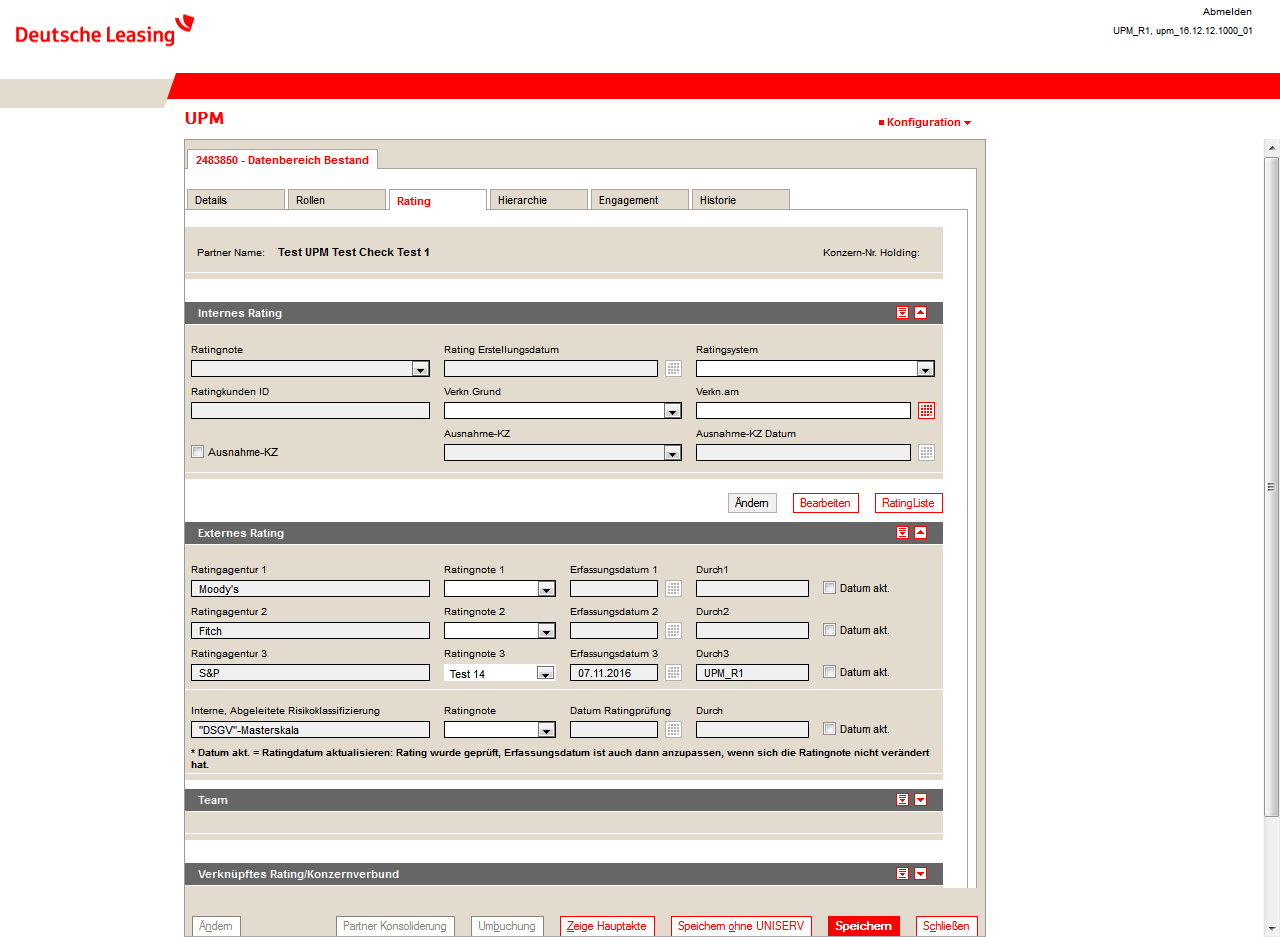 Deutsche Leasing
Abmelden
UPM_R1, upm_16.12.12.1000_01
UPM
Konfiguration
2483850 - Datenbereich Bestand
Details Rollen Rating Hierarchie Engagement Historie
Partner Name: Test UPM Test Check Test 1 Konzern-Nr. Holding:
Internes Rating
Ratingnote Rating Erstellungsdatum Ratingsystem
Ratingkunden ID Verkn.Grund Verkn.am
Ausnahme-KZ Ausnahme-KZ Datum
Ausnahme-KZ
Ändern Bearbeiten RatingListe
Externes Rating
Ratingagentur 1 Ratingnote 1 Erfassungsdatum 1 Durch1
Moody's Datum akt.
Ratingagentur 2 Ratingnote 2 Erfassungsdatum 2 Durch2
Fitch Datum akt.
Ratingagentur 3 Ratingnote 3 Erfassungsdatum 3 Durch3
S&P Test 14 07.11.2016 UPM_R1 Datum akt.
Interne, Abgeleitete Risikoklassifizierung Ratingnote Datum Ratingprüfung Durch
"DSGV"-Masterskala Datum akt.
* Datum akt. = Ratingdatum aktualisieren: Rating wurde geprüft, Erfassungsdatum ist auch dann anzupassen, wenn sich die Ratingnote nicht verändert
hat.
Team
Verknüpftes Rating/Konzernverbund
Ändern Partner Konsolidierung Umbuchung Zeige Hauptakte Speichern ohne UNISERV Speichern Schließen